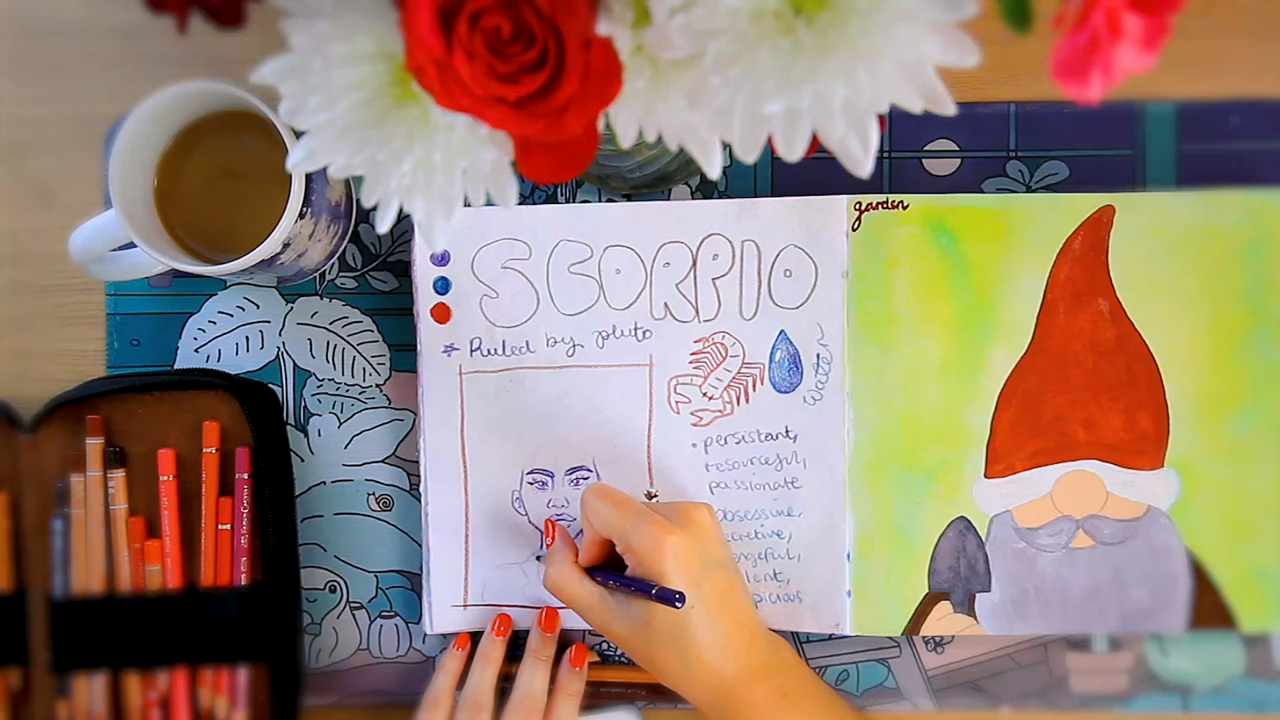 SCORPIO
Ruled by pluto
water
persistant,
resourceful,
passionate
obsessive,
garden